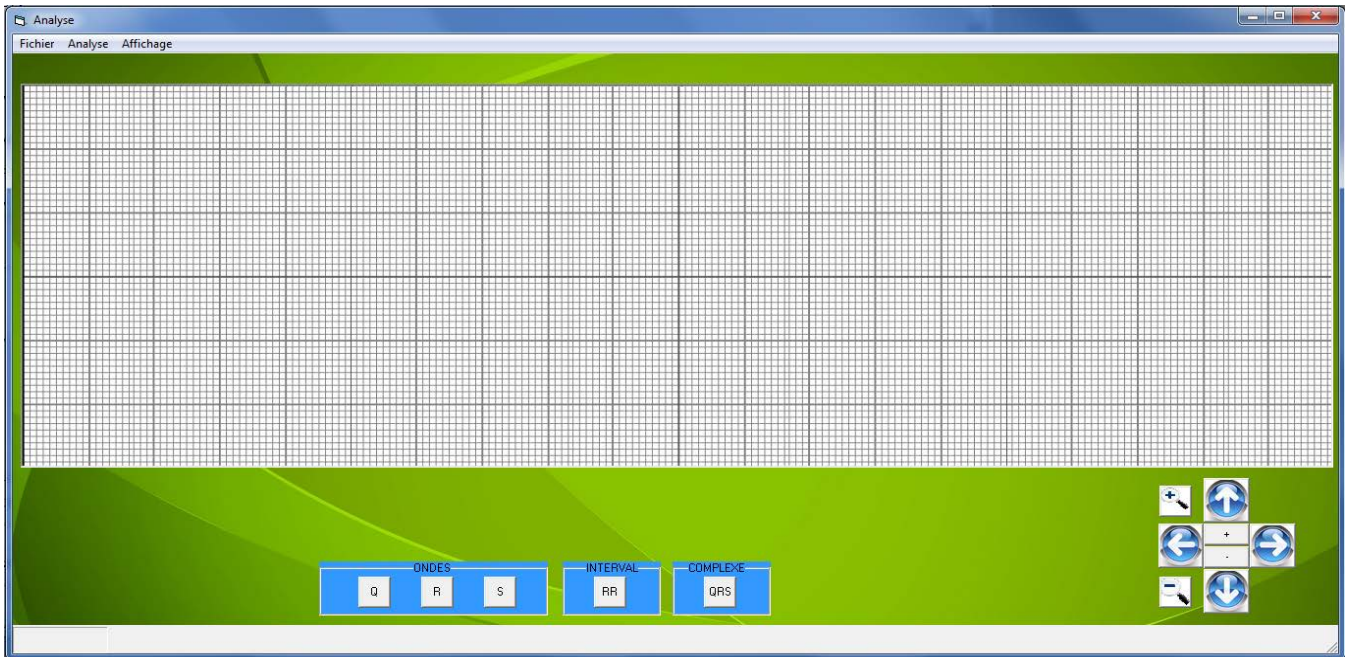 Analyse
Fichier Analyse Affichage
ONDES INTERVAL COMPLEXE
Q R S RR QRS
+
-